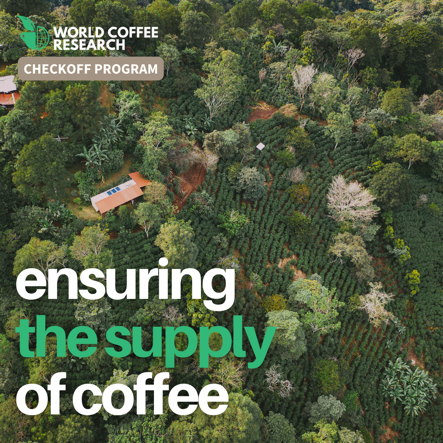 WORLD COFFEE
RESEARCH
CHECKOFF PROGRAM
ensuring
the supply
of coffee